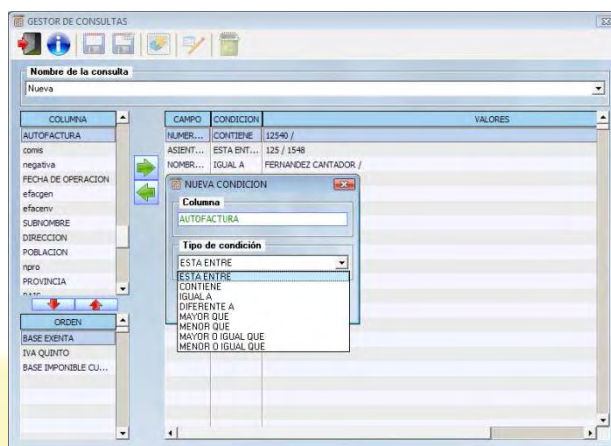 GESTOR DE CONSULTAS
Nombre de la consulta
Nueva
COLUMNA
AUTOFACTURA
comis
negativa
FECHA DE OPERACION
efacgen
efacenv
SUBNOMBRE
DIRECCION
POBLACION
npro
PROVINCIA
PAIS
ORDEN
BASE EXENTA
IVA QUINTO
BASE IMPONIBLE CU...
CAMPO CONDICION VALORES
NUMER... CONTIENE 12540 /
ASIENT... ESTA ENT... 125 / 1548
NOMBR... IGUAL A FERNANDEZ CANTADOR /
NUEVA CONDICION
Columna
AUTOFACTURA
Tipo de condición
ESTA ENTRE
ESTA ENTRE
CONTIENE
IGUAL A
DIFERENTE A
MAYOR QUE
MENOR QUE
MAYOR O IGUAL QUE
MENOR O IGUAL QUE